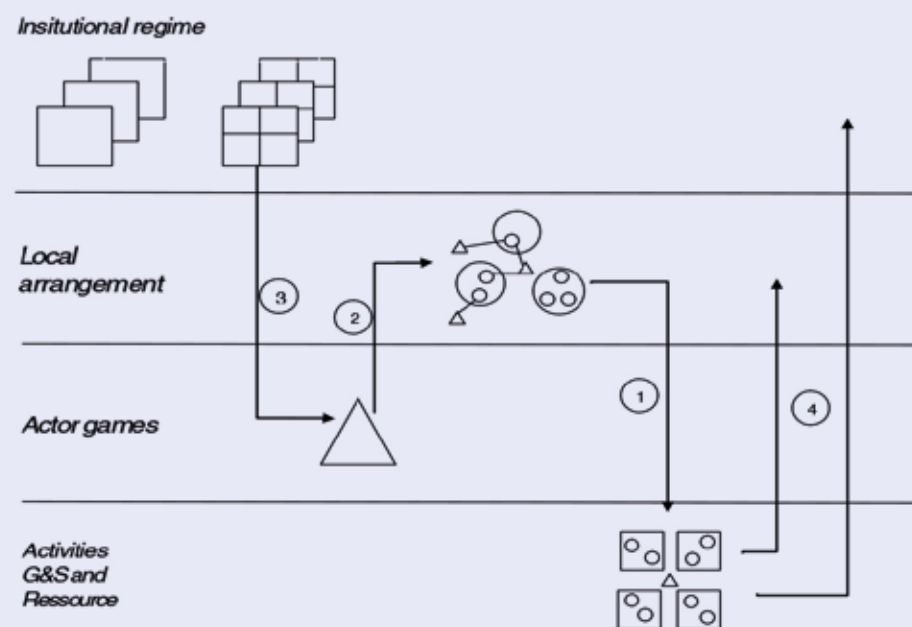 Insitutional regime
Local
arrangement
3
2
Actor games
1
4
Activities
G&S and
Ressource